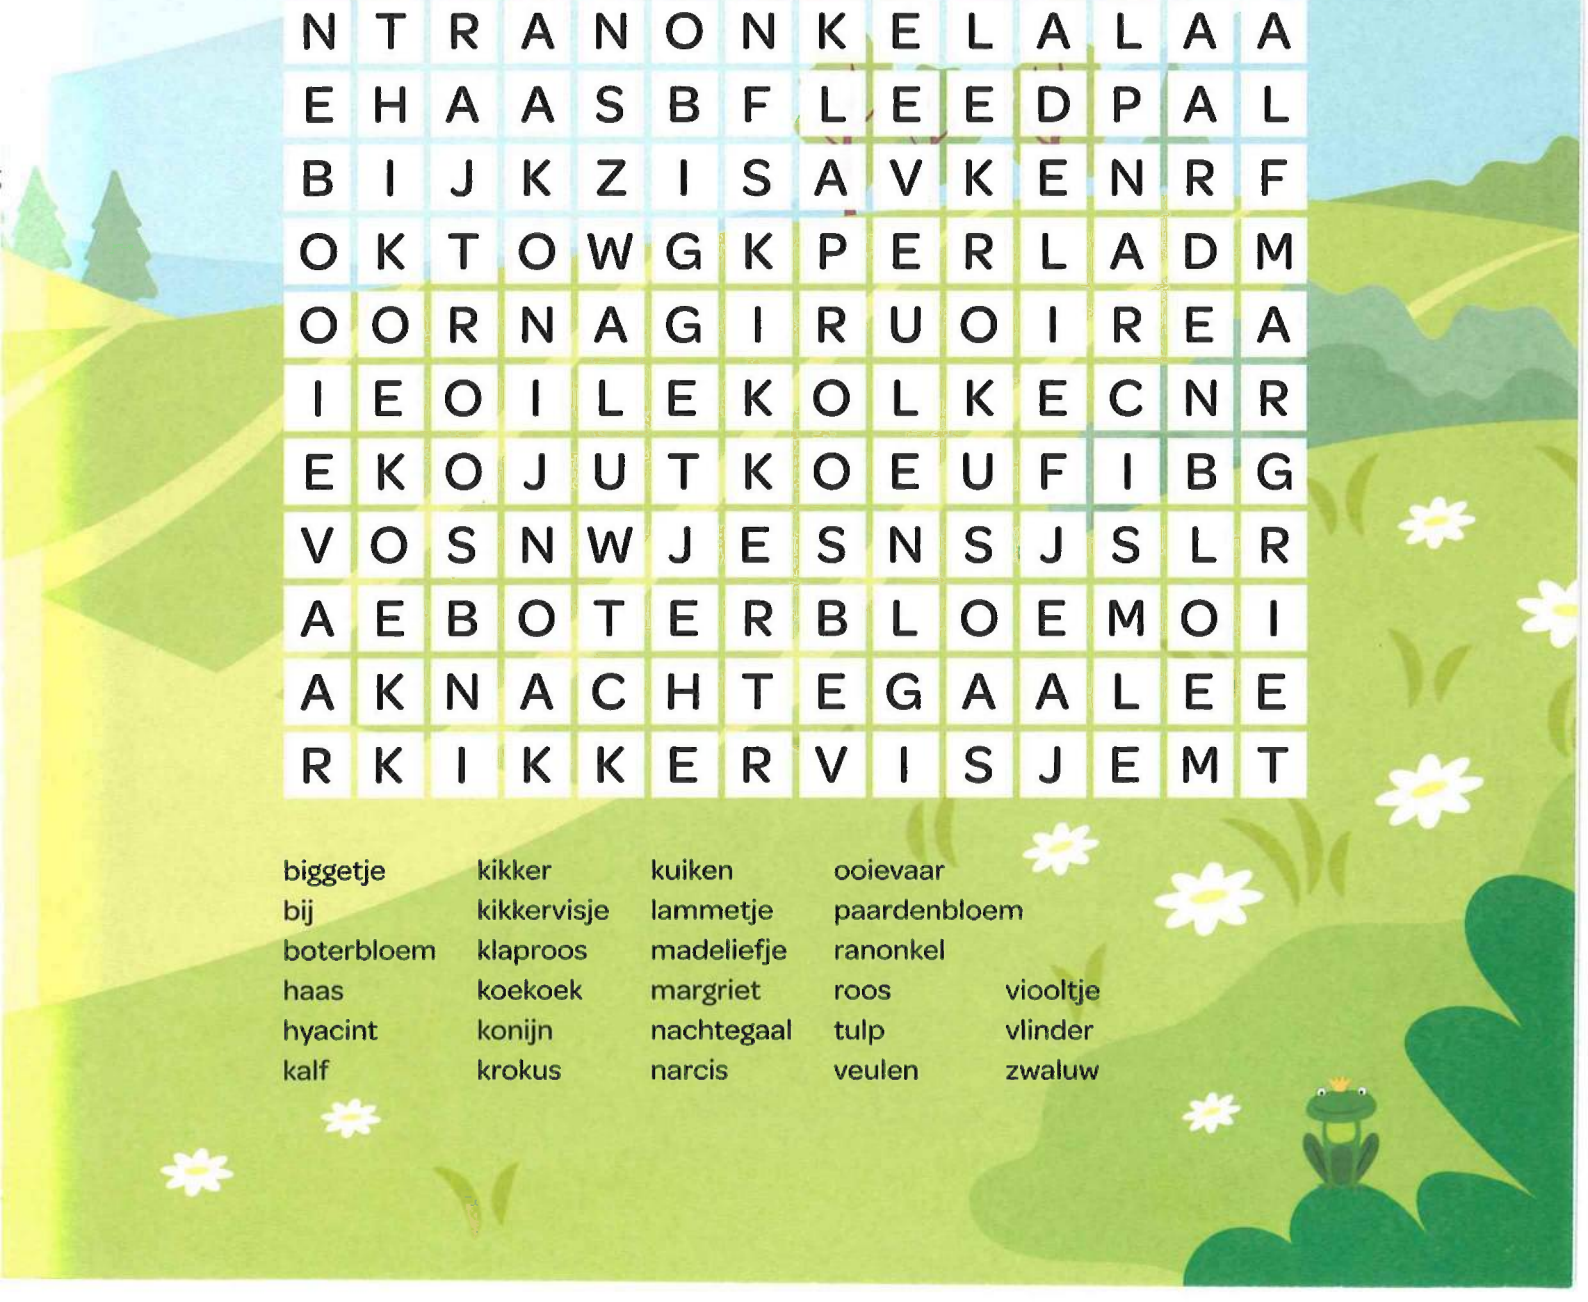 N T R A N O N K E L A L A A
E H A A S B F L E E D P A L
B I J K Z I S A V K E N R F
O K T O W G K P E R L A D M
O O R N A G I R U O I R E A
I E O I L E K O L K E C N R
E K O J U T K O E U F I B G
V O S N W J E S N S J S L R
A E B O T E R B L O E M O I
A K N A C H T E G A A L E E
R K I K K E R V I S J E M T
biggetje kikker kuiken ooievaar
bij kikkervisje lammetje paardenbloem
boterbloem klaproos madeliefje ranonkel
haas koekoek margriet roos viooltje
hyacint konijn nachtegaal tulp vlinder
kalf krokus narcis veulen zwaluw